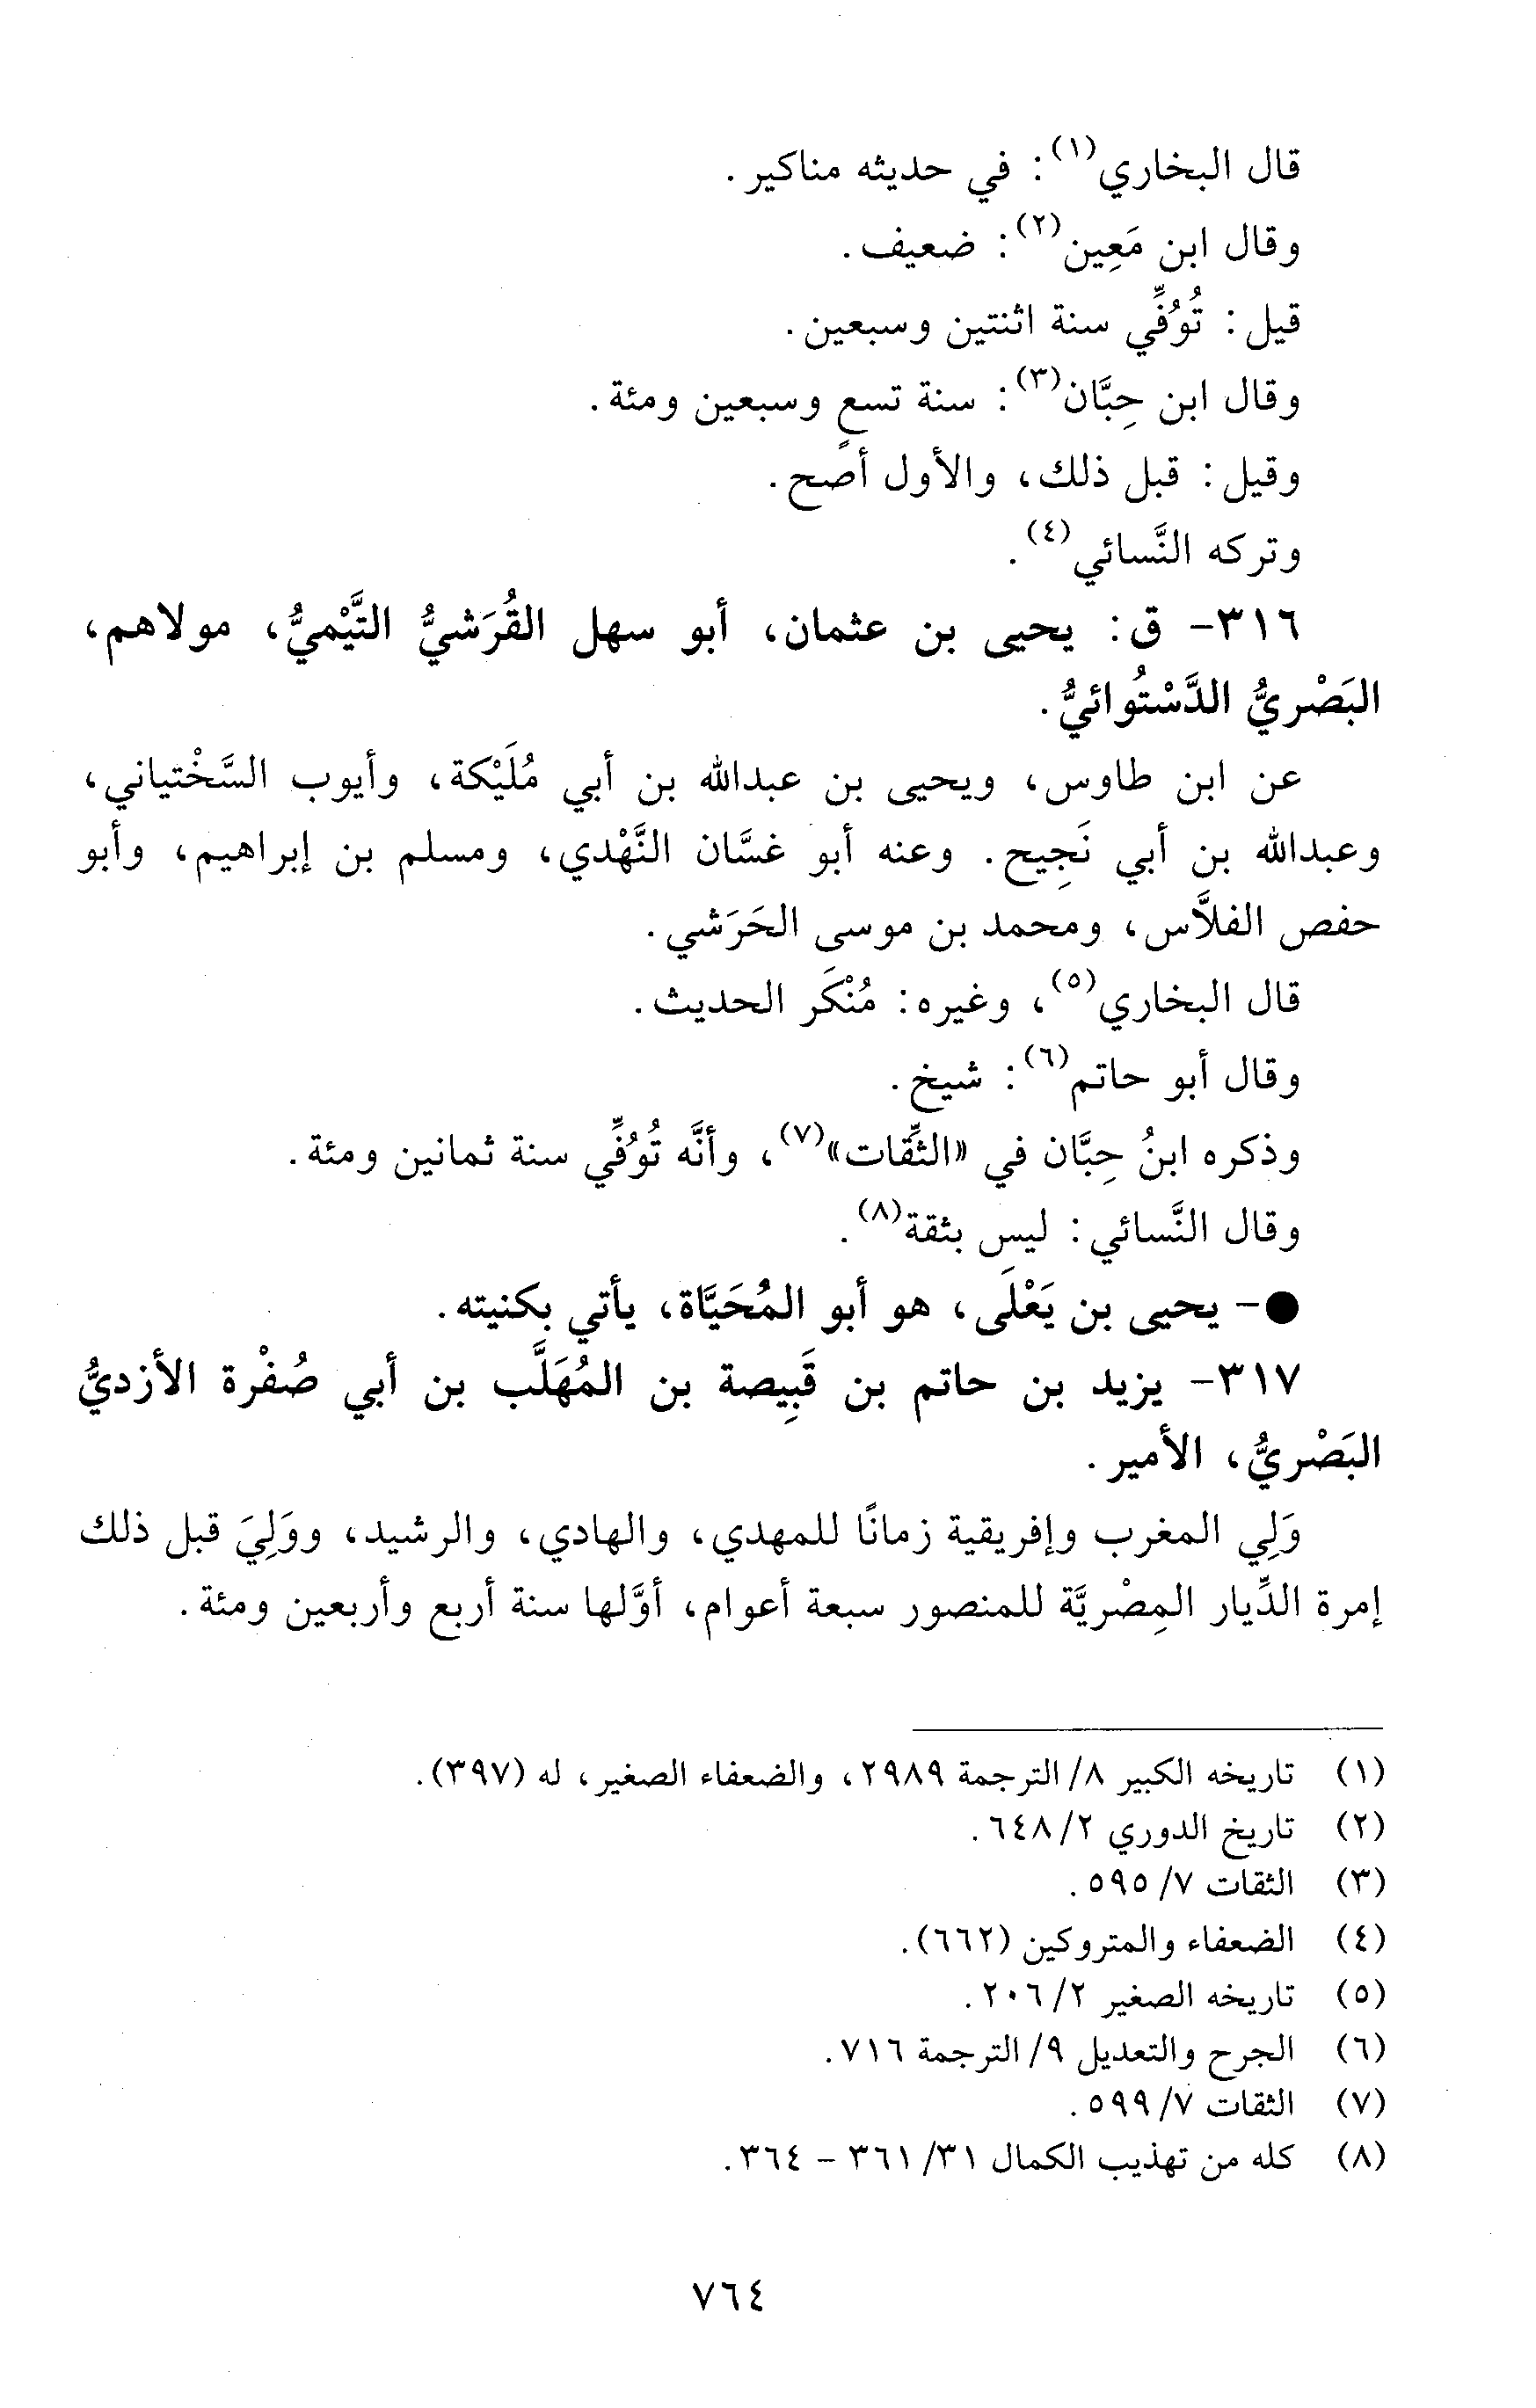 قال البخاري(١): في حديثه مناكير.
وقال ابن مَعِين(٢): ضعيف.
قيل: تُوُفِّي سنة اثنتين وسبعين.
وقال ابن حِبَّان(٣): سنة تسعٍ وسبعين ومئة.
وقيل: قبل ذلك، والأول أصح.
وتركه النَّسائي(٤).
٣١٦- ق: يحيى بن عثمان، أبو سهل القُرَشيُّ التَّيْميُّ، مولاهم،
البَصْريُّ الدَّسْتُوائيُّ.
عن ابن طاوس، ويحيى بن عبدالله بن أبي مُلَيْكة، وأيوب السَّخْتياني،
وعبدالله بن أبي نَجِيح. وعنه أبو غسَّان النَّهْدي، ومسلم بن إبراهيم، وأبو
حفص الفلاَّس، ومحمد بن موسى الحَرَشي.
قال البخاري(٥)، وغيره: مُنْكَر الحديث.
وقال أبو حاتم(٦): شيخ.
وذكره ابنُ حِبَّان في «الثِّقات»(٧)، وأنَّه تُوُفِّي سنة ثمانين ومئة.
وقال النَّسائي: ليس بثقة(٨).
●- يحيى بن يَعْلَى، هو أبو المُحَيَّاة، يأتي بكنيته.
٣١٧- يزيد بن حاتم بن قَبِيصة بن المُهَلَّب بن أبي صُفْرة الأزديُّ
البَصْريُّ، الأمير.
وَلِي المغرب وإفريقية زمانًا للمهدي، والهادي، والرشيد، ووَلِيَ قبل ذلك
إمرة الدِّيار المِصْريَّة للمنصور سبعة أعوام، أوَّلها سنة أربع وأربعين ومئة.
(١) تاريخه الكبير ٨/ الترجمة ٢٩٨٩، والضعفاء الصغير، له (٣٩٧).
(٢) تاريخ الدوري ٢/ ٦٤٨.
(٣) الثقات ٧/ ٥٩٥.
(٤) الضعفاء والمتروكين (٦٦٢).
(٥) تاريخه الصغير ٢/ ٢٠٦.
(٦) الجرح والتعديل ٩/ الترجمة ٧١٦.
(٧) الثقات ٧/ ٥٩٩.
(٨) كله من تهذيب الكمال ٣١/ ٣٦١ - ٣٦٤.
٧٦٤